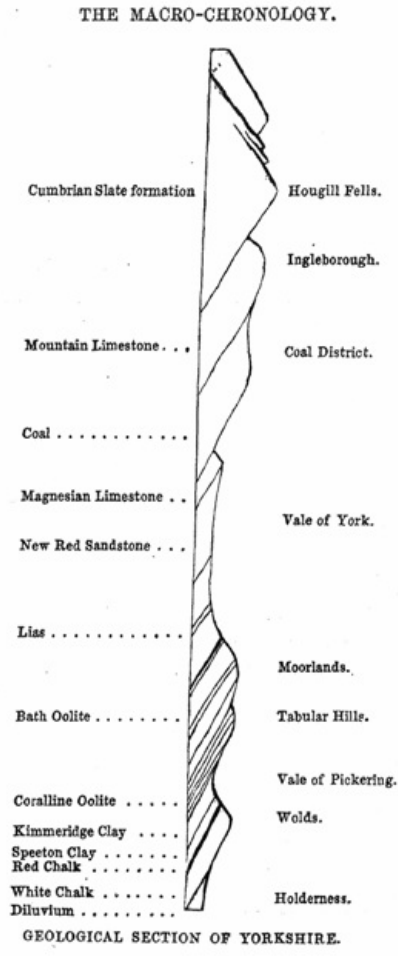 THE MACRO-CHRONOLOGY.
Cumbrian Slate formation
Hougill Fells.
Ingleborough.
Mountain Limestone . . .
Coal District.
Coal . . . . . . . . . . . .
Magnesian Limestone . .
Vale of York.
New Red Sandstone . . .
Lias . . . . . . . . . . . .
Moorlands.
Bath Oolite . . . . . . . .
Tabular Hills.
Vale of Pickering.
Coralline Oolite . . . . .
Wolds.
Kimmeridge Clay . . . .
Speeton Clay . . . . . . .
Red Chalk . . . . . . . .
White Chalk . . . . . . .
Holderness.
Diluvium . . . . . . . . .
GEOLOGICAL SECTION OF YORKSHIRE.